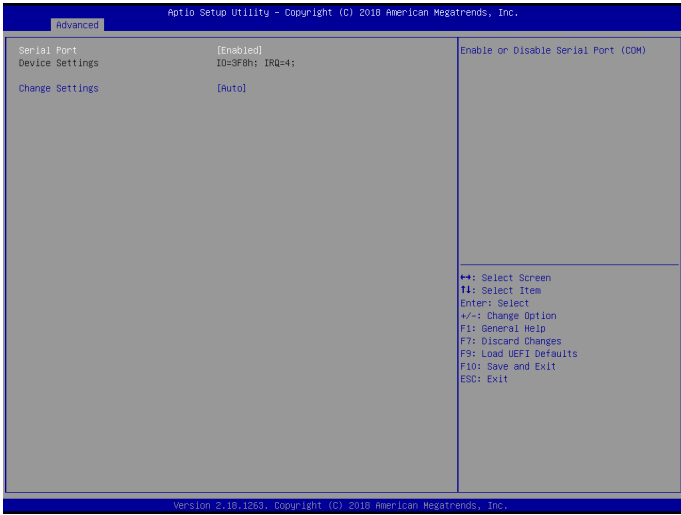 Aptio Setup Utility – Copyright (C) 2018 American Megatrends, Inc.
Advanced
Serial Port [Enabled]
Device Settings IO=3F8h; IRQ=4;
Change Settings [Auto]
Enable or Disable Serial Port (COM)
↔: Select Screen
↑↓: Select Item
Enter: Select
+/-: Change Option
F1: General Help
F7: Discard Changes
F9: Load UEFI Defaults
F10: Save and Exit
ESC: Exit
Version 2.18.1263. Copyright (C) 2018 American Megatrends, Inc.